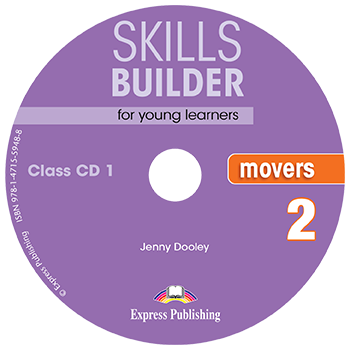 SKILLS
BUILDER
for young learners
Class CD 1
movers
2
Jenny Dooley
Express Publishing
ISBN 978-1-4715-5948-8
© Express Publishing